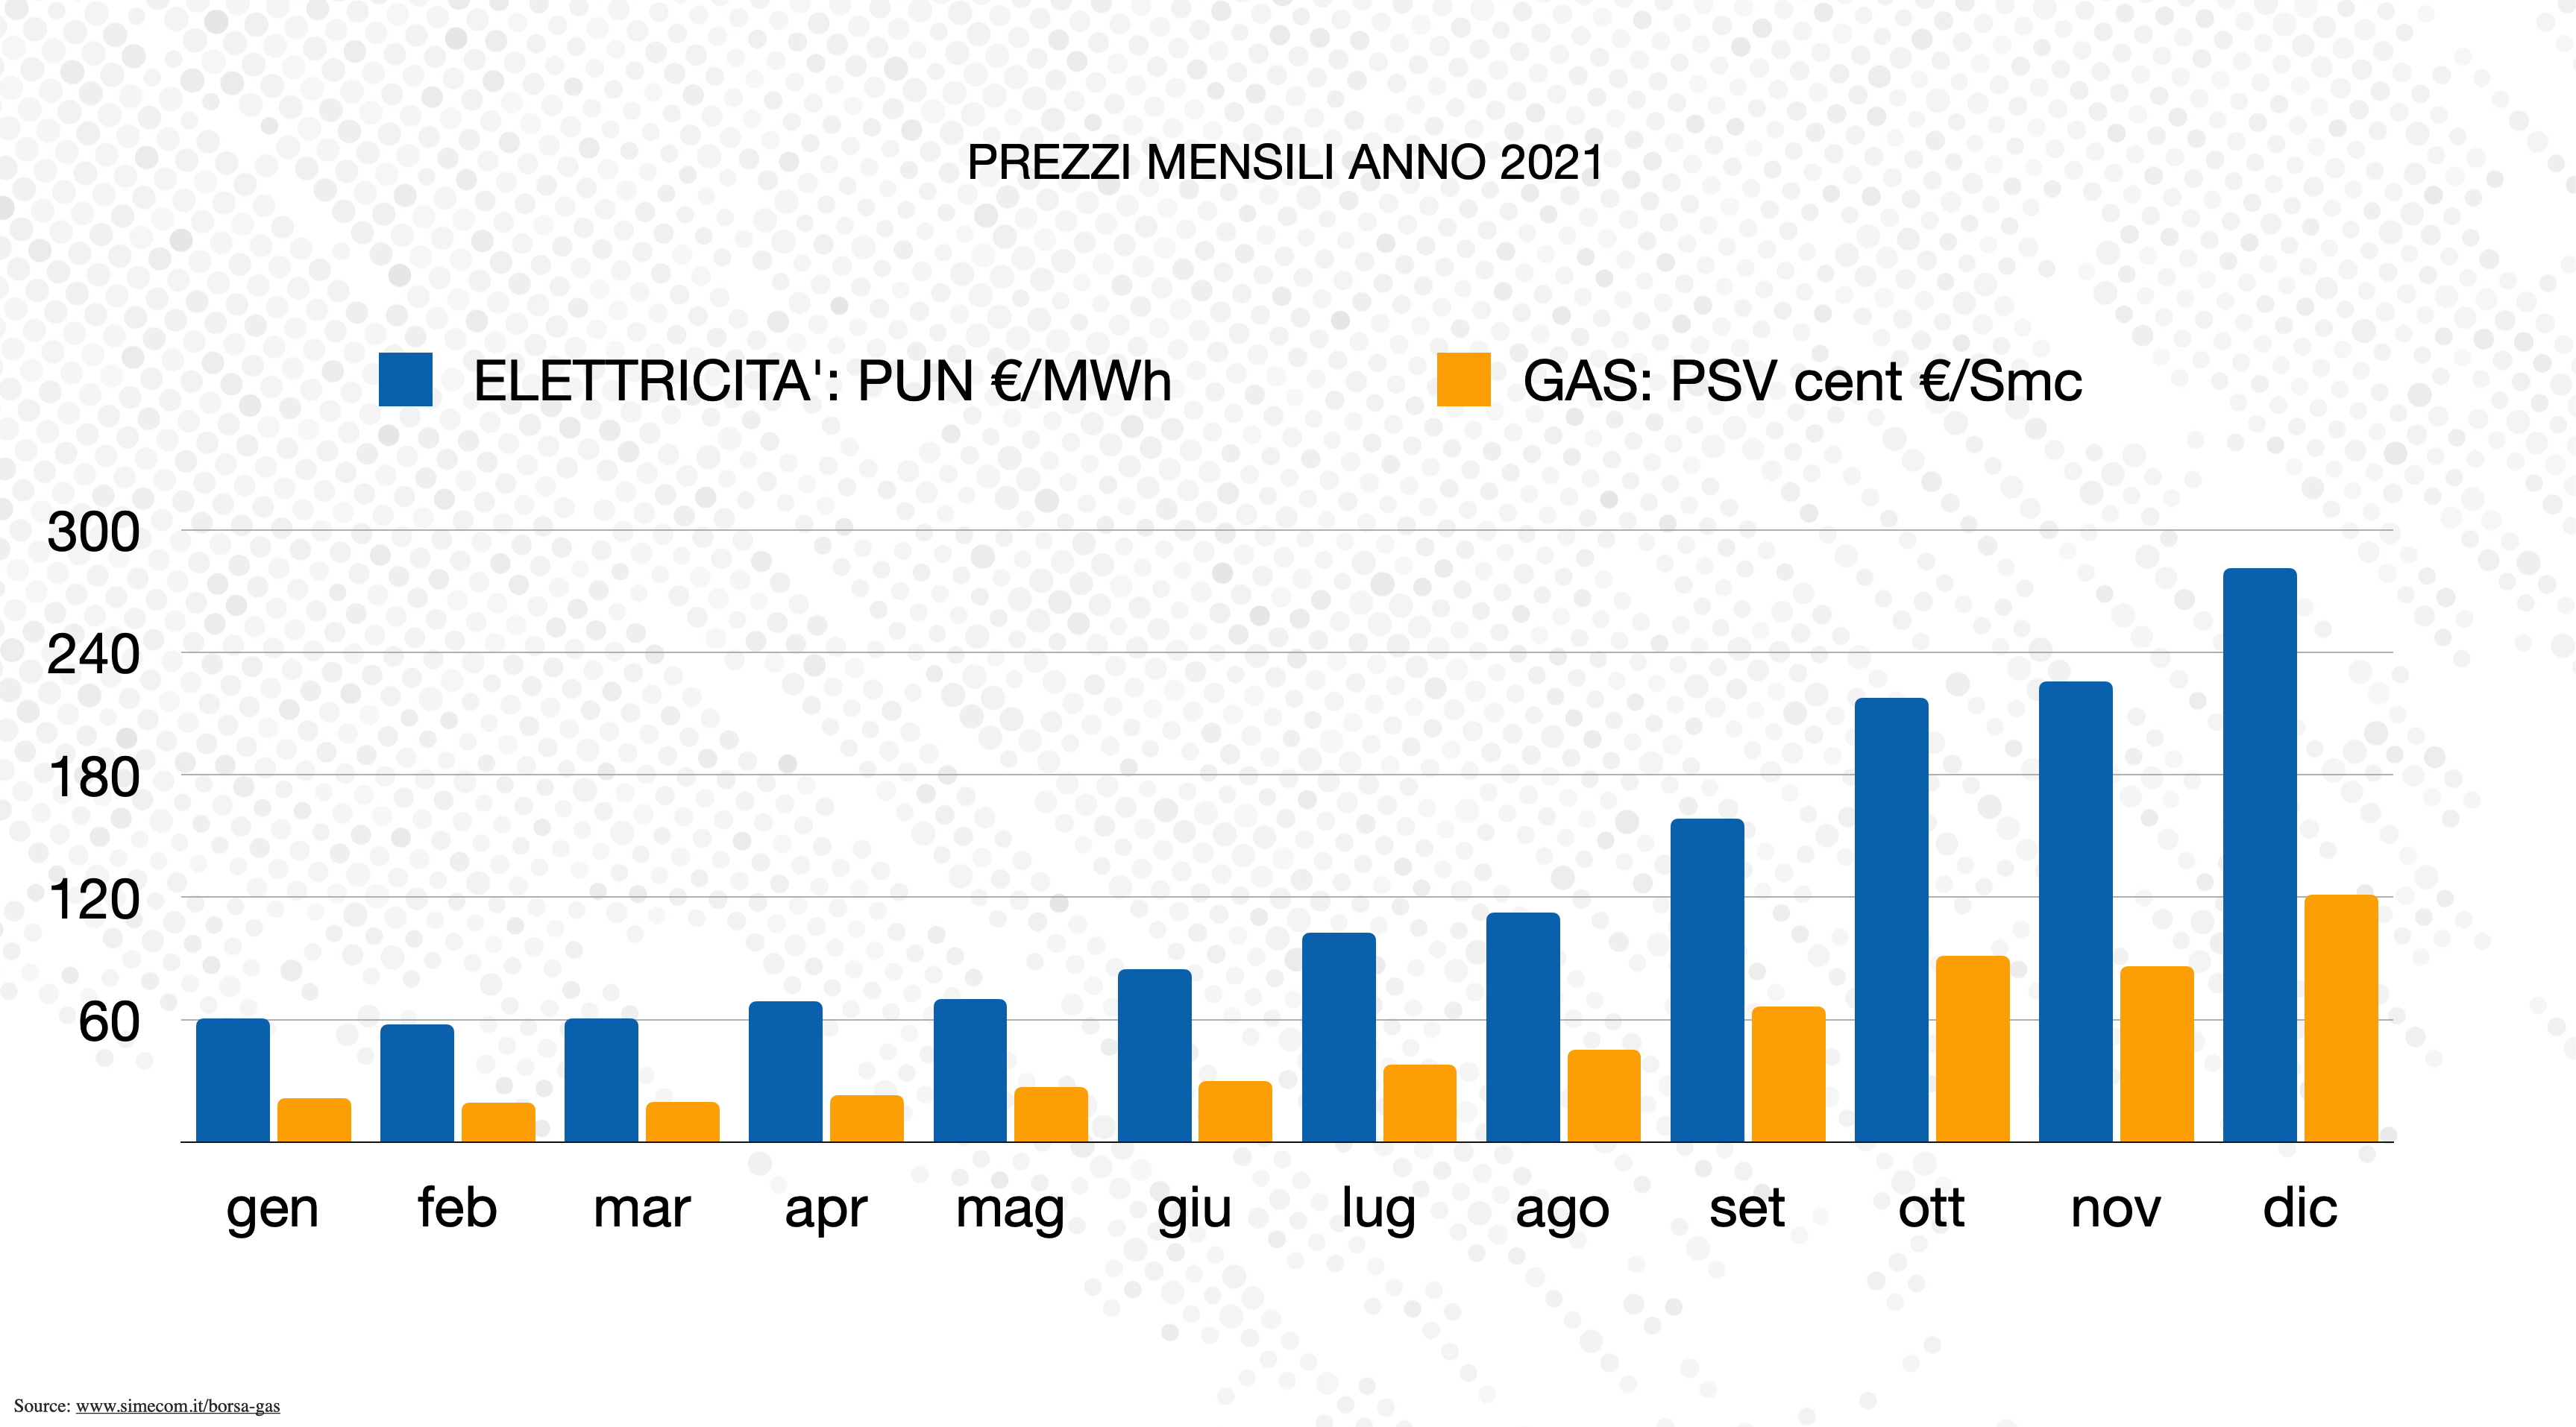 PREZZI MENSILI ANNO 2021
ELETTRICITA': PUN €/MWh
GAS: PSV cent €/Smc
300
240
180
120
60
gen feb mar apr mag giu lug ago set ott nov dic
Source: www.simecom.it/borsa-gas